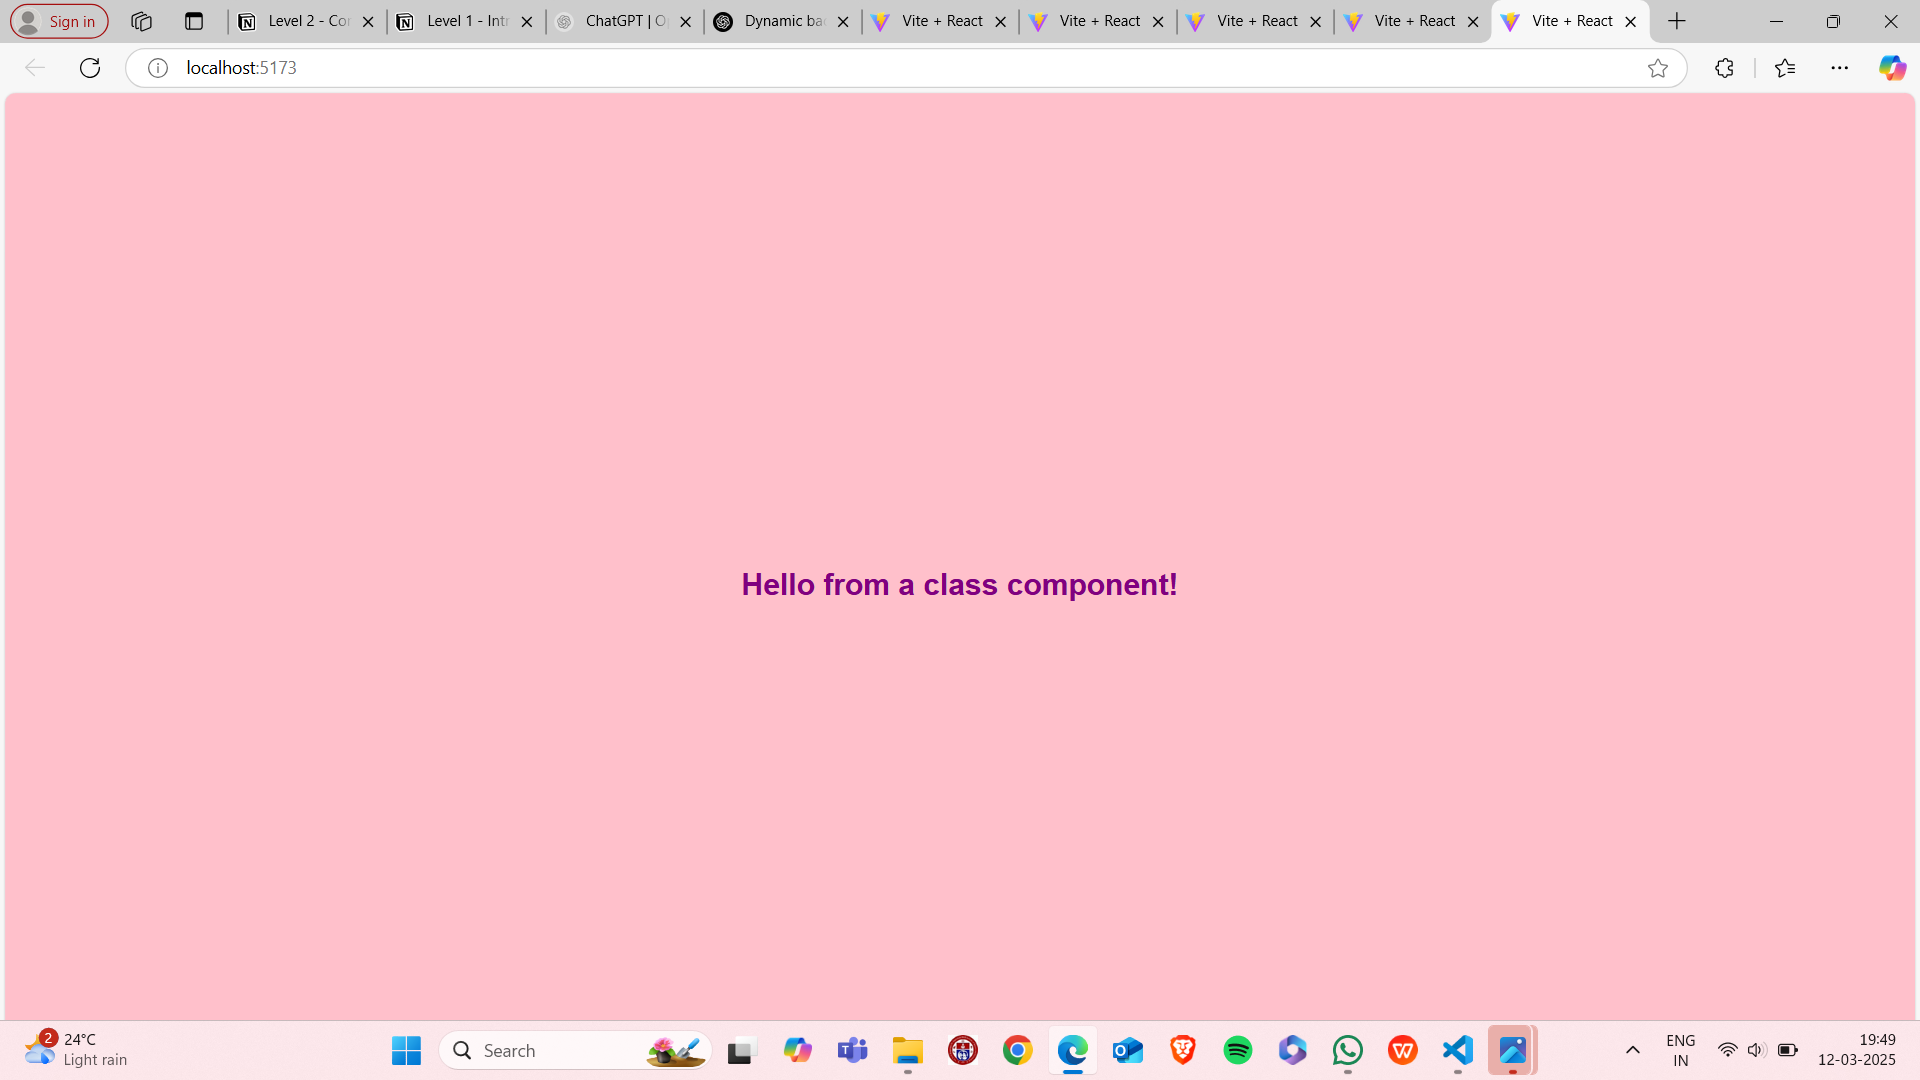 Sign in
Level 2 - Cor
Level 1 - Intr
ChatGPT | O
Dynamic ba
Vite + React
Vite + React
Vite + React
Vite + React
Vite + React
localhost:5173
Hello from a class component!
2
24°C
Light rain
Search
ENG
IN
19:49
12-03-2025